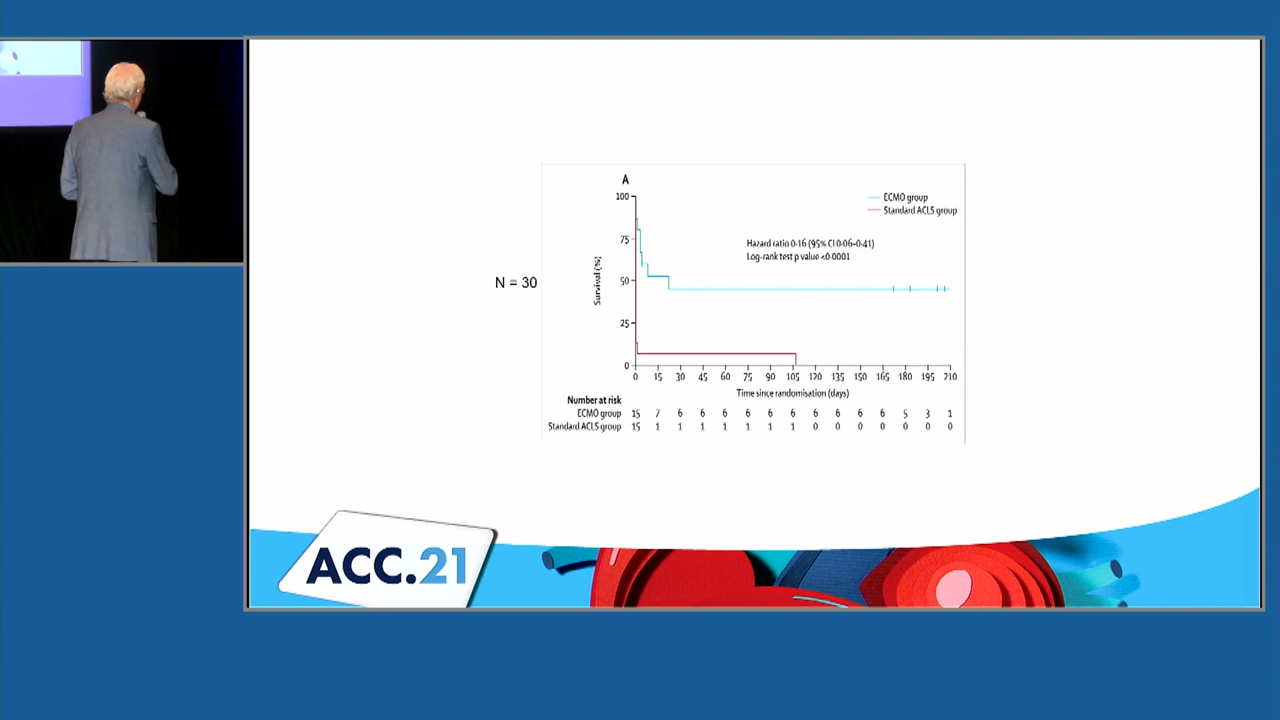 A
100
75
50
25
0
Survival (%)
ECMO group
Standard ACLS group
Hazard ratio 0·16 (95% CI 0·06–0·41)
Log-rank test p value <0·0001
N = 30
0 15 30 45 60 75 90 105 120 135 150 165 180 195 210
Time since randomisation (days)
Number at risk
ECMO group 15 7 6 6 6 6 6 6 6 6 6 6 5 3 1
Standard ACLS group 15 1 1 1 1 1 1 1 0 0 0 0 0 0 0
ACC.21